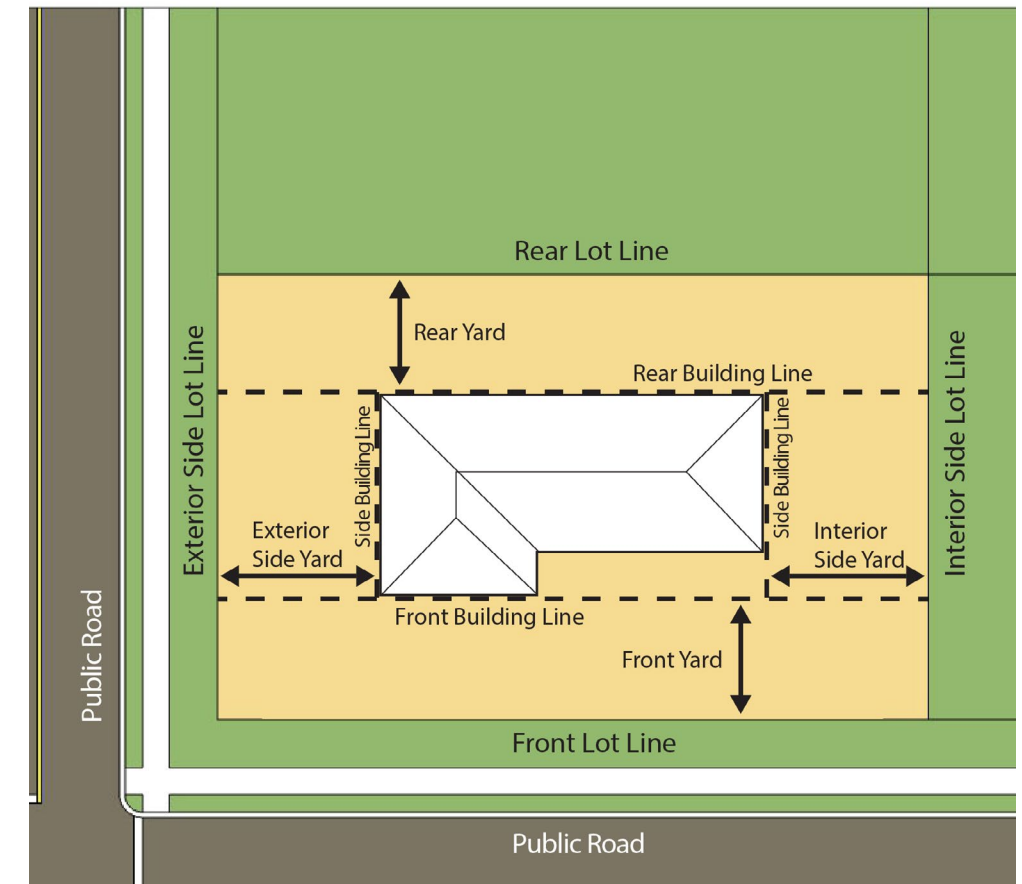 Rear Lot Line
Rear Yard
Rear Building Line
Exterior Side Lot Line
Side Building Line
Side Building Line
Interior Side Lot Line
Exterior
Side Yard
Interior
Side Yard
Front Building Line
Front Yard
Public Road
Front Lot Line
Public Road